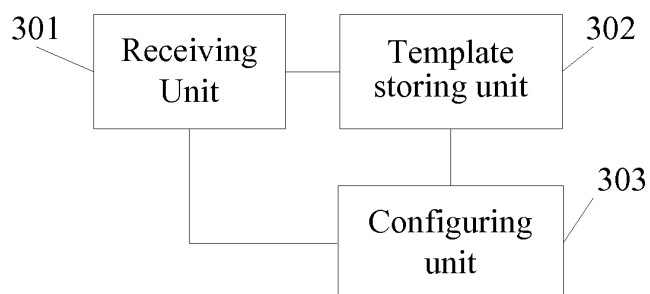 301
Receiving
Unit
Template
storing unit
302
303
Configuring
unit